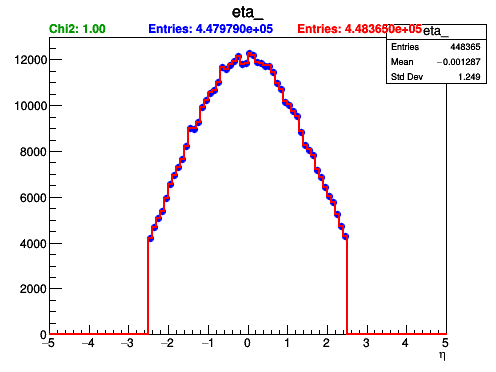 eta_
Chi2: 1.00 Entries: 4.479790e+05 Entries: 4.483650e+05
eta_
Entries 448365
Mean −0.001287
Std Dev 1.249
12000
10000
8000
6000
4000
2000
0
−5 −4 −3 −2 −1 0 1 2 3 4 5
η